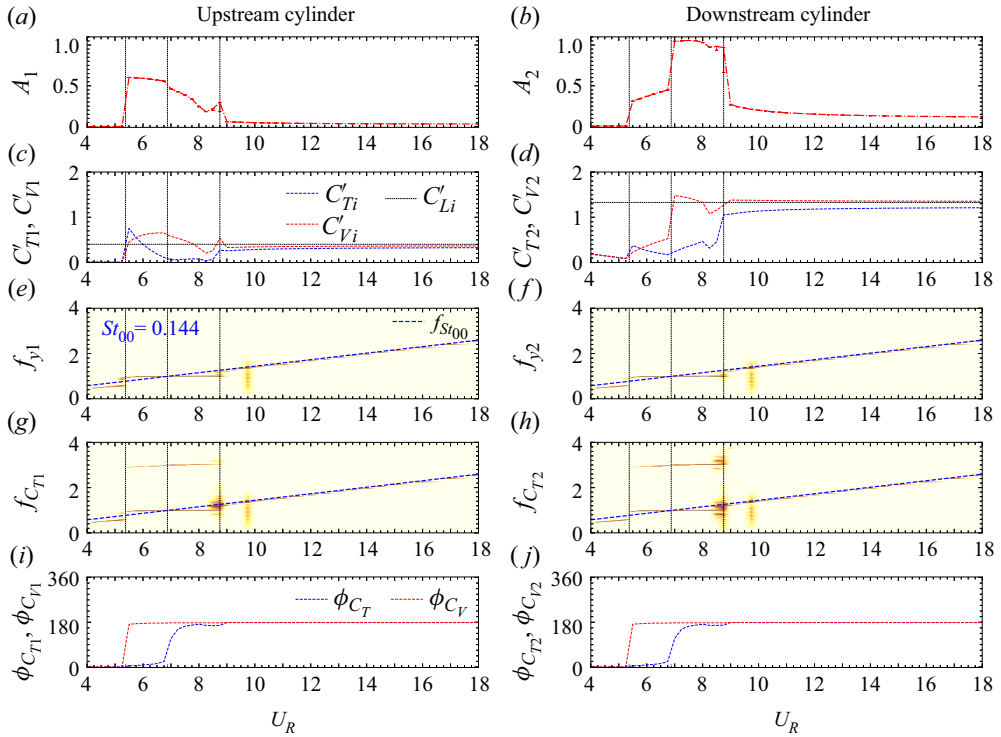 (a) Upstream cylinder (b) Downstream cylinder
1.0 1.0
A1 0.5 A2 0.5
0 0
4 6 8 10 12 14 16 18 4 6 8 10 12 14 16 18
(c) (d)
2 2
C′T1, C′V1 C′Ti C′Li C′T2, C′V2
1 C′Vi 1
0 0
4 6 8 10 12 14 16 18 4 6 8 10 12 14 16 18
(e) (f)
4 4
St00= 0.144 fSt00
fy1 2 fy2 2
0 0
4 6 8 10 12 14 16 18 4 6 8 10 12 14 16 18
(g) (h)
4 4
fCT1 2 fCT2 2
0 0
4 6 8 10 12 14 16 18 4 6 8 10 12 14 16 18
(i) (j)
360 360
ϕCT1, ϕCV1 ϕCT ϕCV ϕCT2, ϕCV2
180 180
0 0
4 6 8 10 12 14 16 18 4 6 8 10 12 14 16 18
UR UR